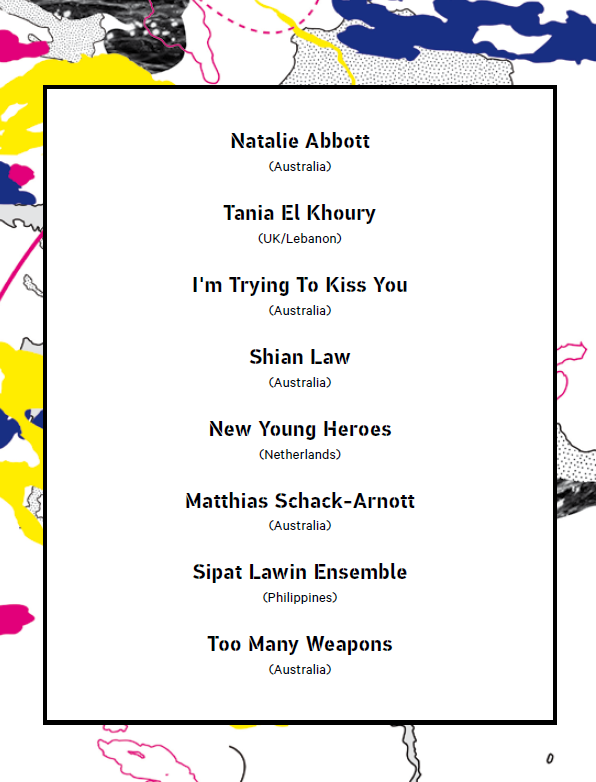 Natalie Abbott
(Australia)
Tania El Khoury
(UK/Lebanon)
I'm Trying To Kiss You
(Australia)
Shian Law
(Australia)
New Young Heroes
(Netherlands)
Matthias Schack-Arnott
(Australia)
Sipat Lawin Ensemble
(Philippines)
Too Many Weapons
(Australia)